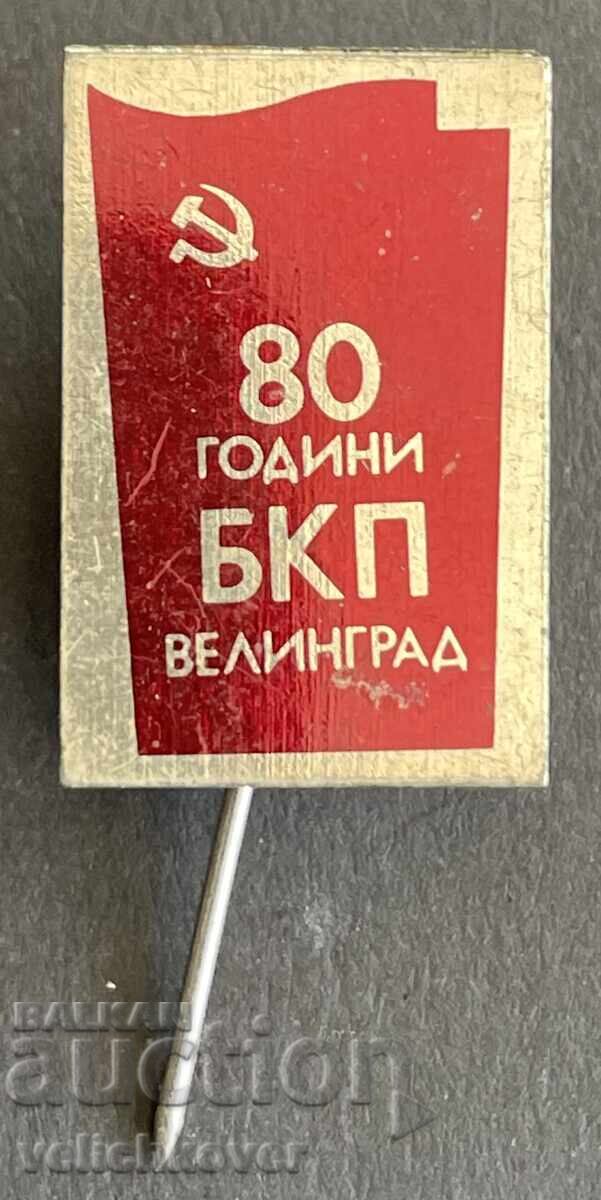 80
ГОДИНИ
БКП
ВЕЛИНГРАД
BALKAN
auction
velichkover